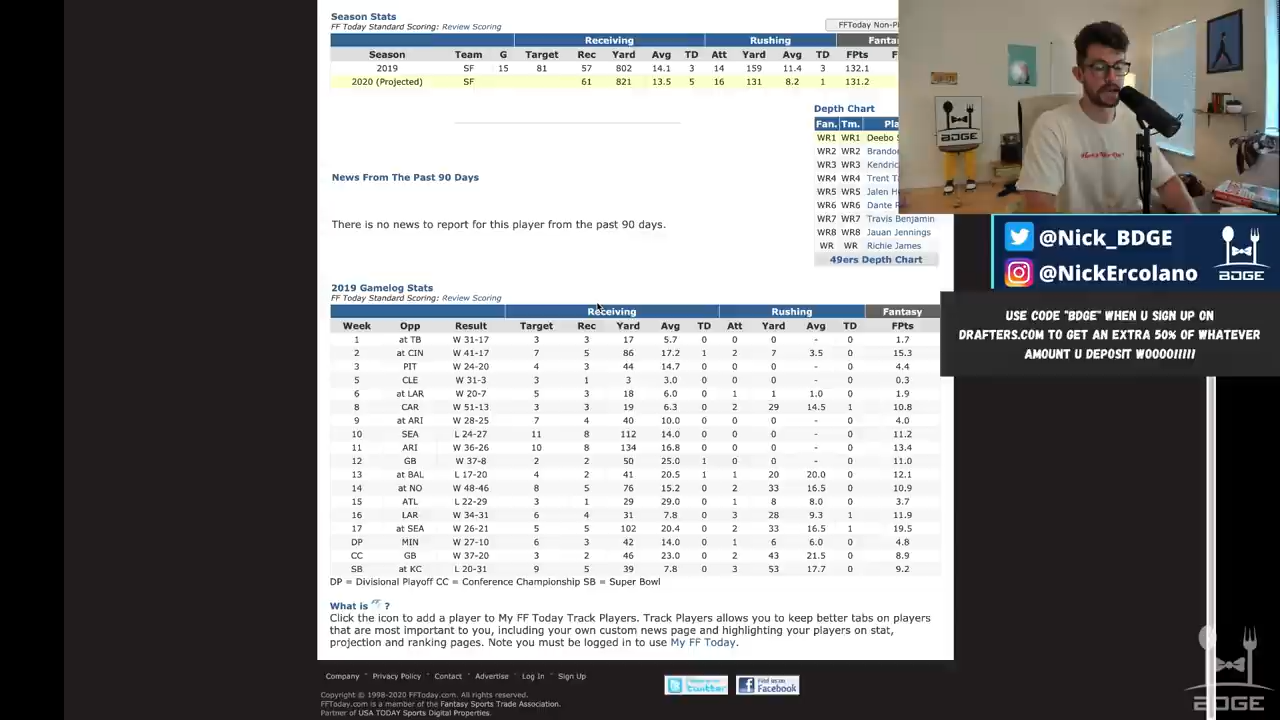 Season Stats
FF Today Standard Scoring: Review Scoring
FFToday Non-P
Receiving Rushing Fanta
Season Team G Target Rec Yard Avg TD Att Yard Avg TD FPts F
2019 SF 15 81 57 802 14.1 3 14 159 11.4 3 132.1
2020 (Projected) SF 61 821 13.5 5 16 131 8.2 1 131.2
Depth Chart
Fan. Tm. Pla
WR1 WR1 Deebo S
WR2 WR2 Brando
WR3 WR3 Kendric
WR4 WR4 Trent T
WR5 WR5 Jalen H
WR6 WR6 Dante P
WR7 WR7 Travis Benjamin
WR8 WR8 Jauan Jennings
WR WR Richie James
49ers Depth Chart
News From The Past 90 Days
There is no news to report for this player from the past 90 days.
2019 Gamelog Stats
FF Today Standard Scoring: Review Scoring
Receiving Rushing Fantasy
Week Opp Result Target Rec Yard Avg TD Att Yard Avg TD FPts
1 at TB W 31-17 3 3 17 5.7 0 0 0 - 0 1.7
2 at CIN W 41-17 7 5 86 17.2 1 2 7 3.5 0 15.3
3 PIT W 24-20 4 3 44 14.7 0 0 0 - 0 4.4
5 CLE W 31-3 3 1 3 3.0 0 0 0 - 0 0.3
6 at LAR W 20-7 5 3 18 6.0 0 1 1 1.0 0 1.9
8 CAR W 51-13 3 3 19 6.3 0 2 29 14.5 1 10.8
9 at ARI W 28-25 7 4 40 10.0 0 0 0 - 0 4.0
10 SEA L 24-27 11 8 112 14.0 0 0 0 - 0 11.2
11 ARI W 36-26 10 8 134 16.8 0 0 0 - 0 13.4
12 GB W 37-8 2 2 50 25.0 1 0 0 - 0 11.0
13 at BAL L 17-20 4 2 41 20.5 1 1 20 20.0 0 12.1
14 at NO W 48-46 8 5 76 15.2 0 2 33 16.5 0 10.9
15 ATL L 22-29 3 1 29 29.0 0 1 8 8.0 0 3.7
16 LAR W 34-31 6 4 31 7.8 0 3 28 9.3 1 11.9
17 at SEA W 26-21 5 5 102 20.4 0 2 33 16.5 1 19.5
DP MIN W 27-10 6 3 42 14.0 0 1 6 6.0 0 4.8
CC GB W 37-20 3 2 46 23.0 0 2 43 21.5 0 8.9
SB at KC L 20-31 9 5 39 7.8 0 3 53 17.7 0 9.2
DP = Divisional Playoff CC = Conference Championship SB = Super Bowl
What is FF ?
Click the icon to add a player to My FF Today Track Players. Track Players allows you to keep better tabs on players
that are most important to you, including your own custom news page and highlighting your players on stat,
projection and ranking pages. Note you must be logged in to use My FF Today.
Company Privacy Policy Contact Advertise Log In Sign Up
Copyright © 1998-2020 FFToday.com. All rights reserved.
FFToday.com is a member of the Fantasy Sports Trade Association.
Partner of USA TODAY Sports Digital Properties.
twitter
Find us on
Facebook
BDGE
@Nick_BDGE
@NickErcolano
BDGE
USE CODE "BDGE" WHEN U SIGN UP ON
DRAFTERS.COM TO GET AN EXTRA 50% OF WHATEVER
AMOUNT U DEPOSIT WOOOO!!!!!
BDGE